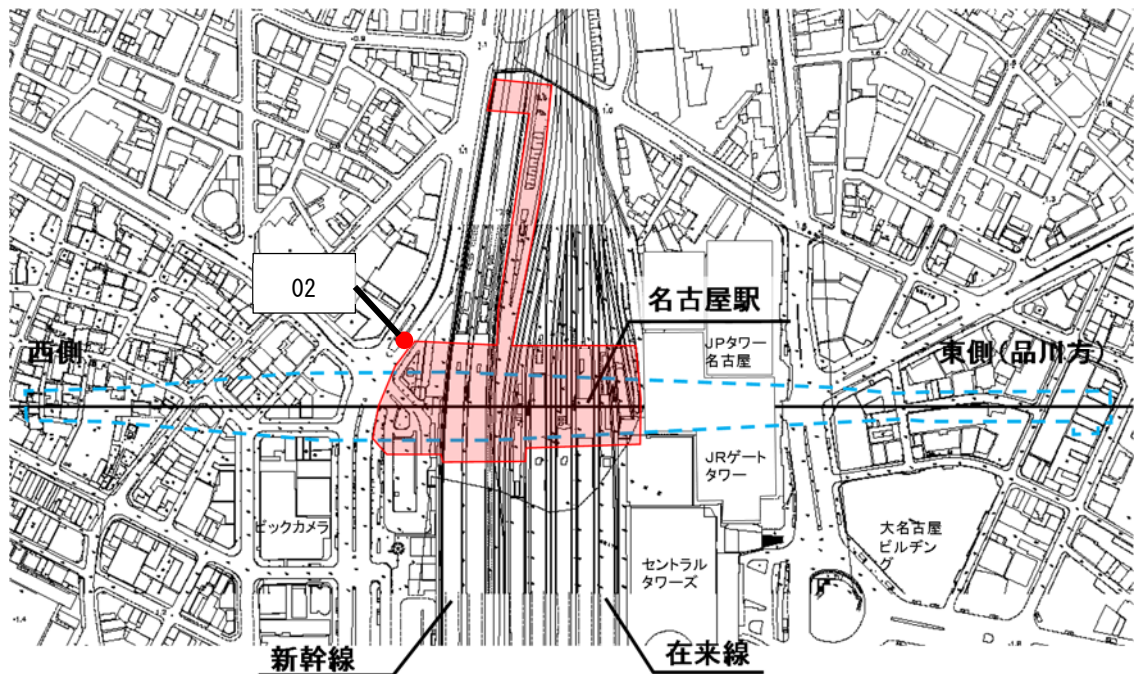 02
名古屋駅
JPタワー
名古屋
西側
東側(品川方)
JRゲート
タワー
ビックカメラ
大名古屋
ビルヂン
グ
セントラル
タワーズ
新幹線
在来線